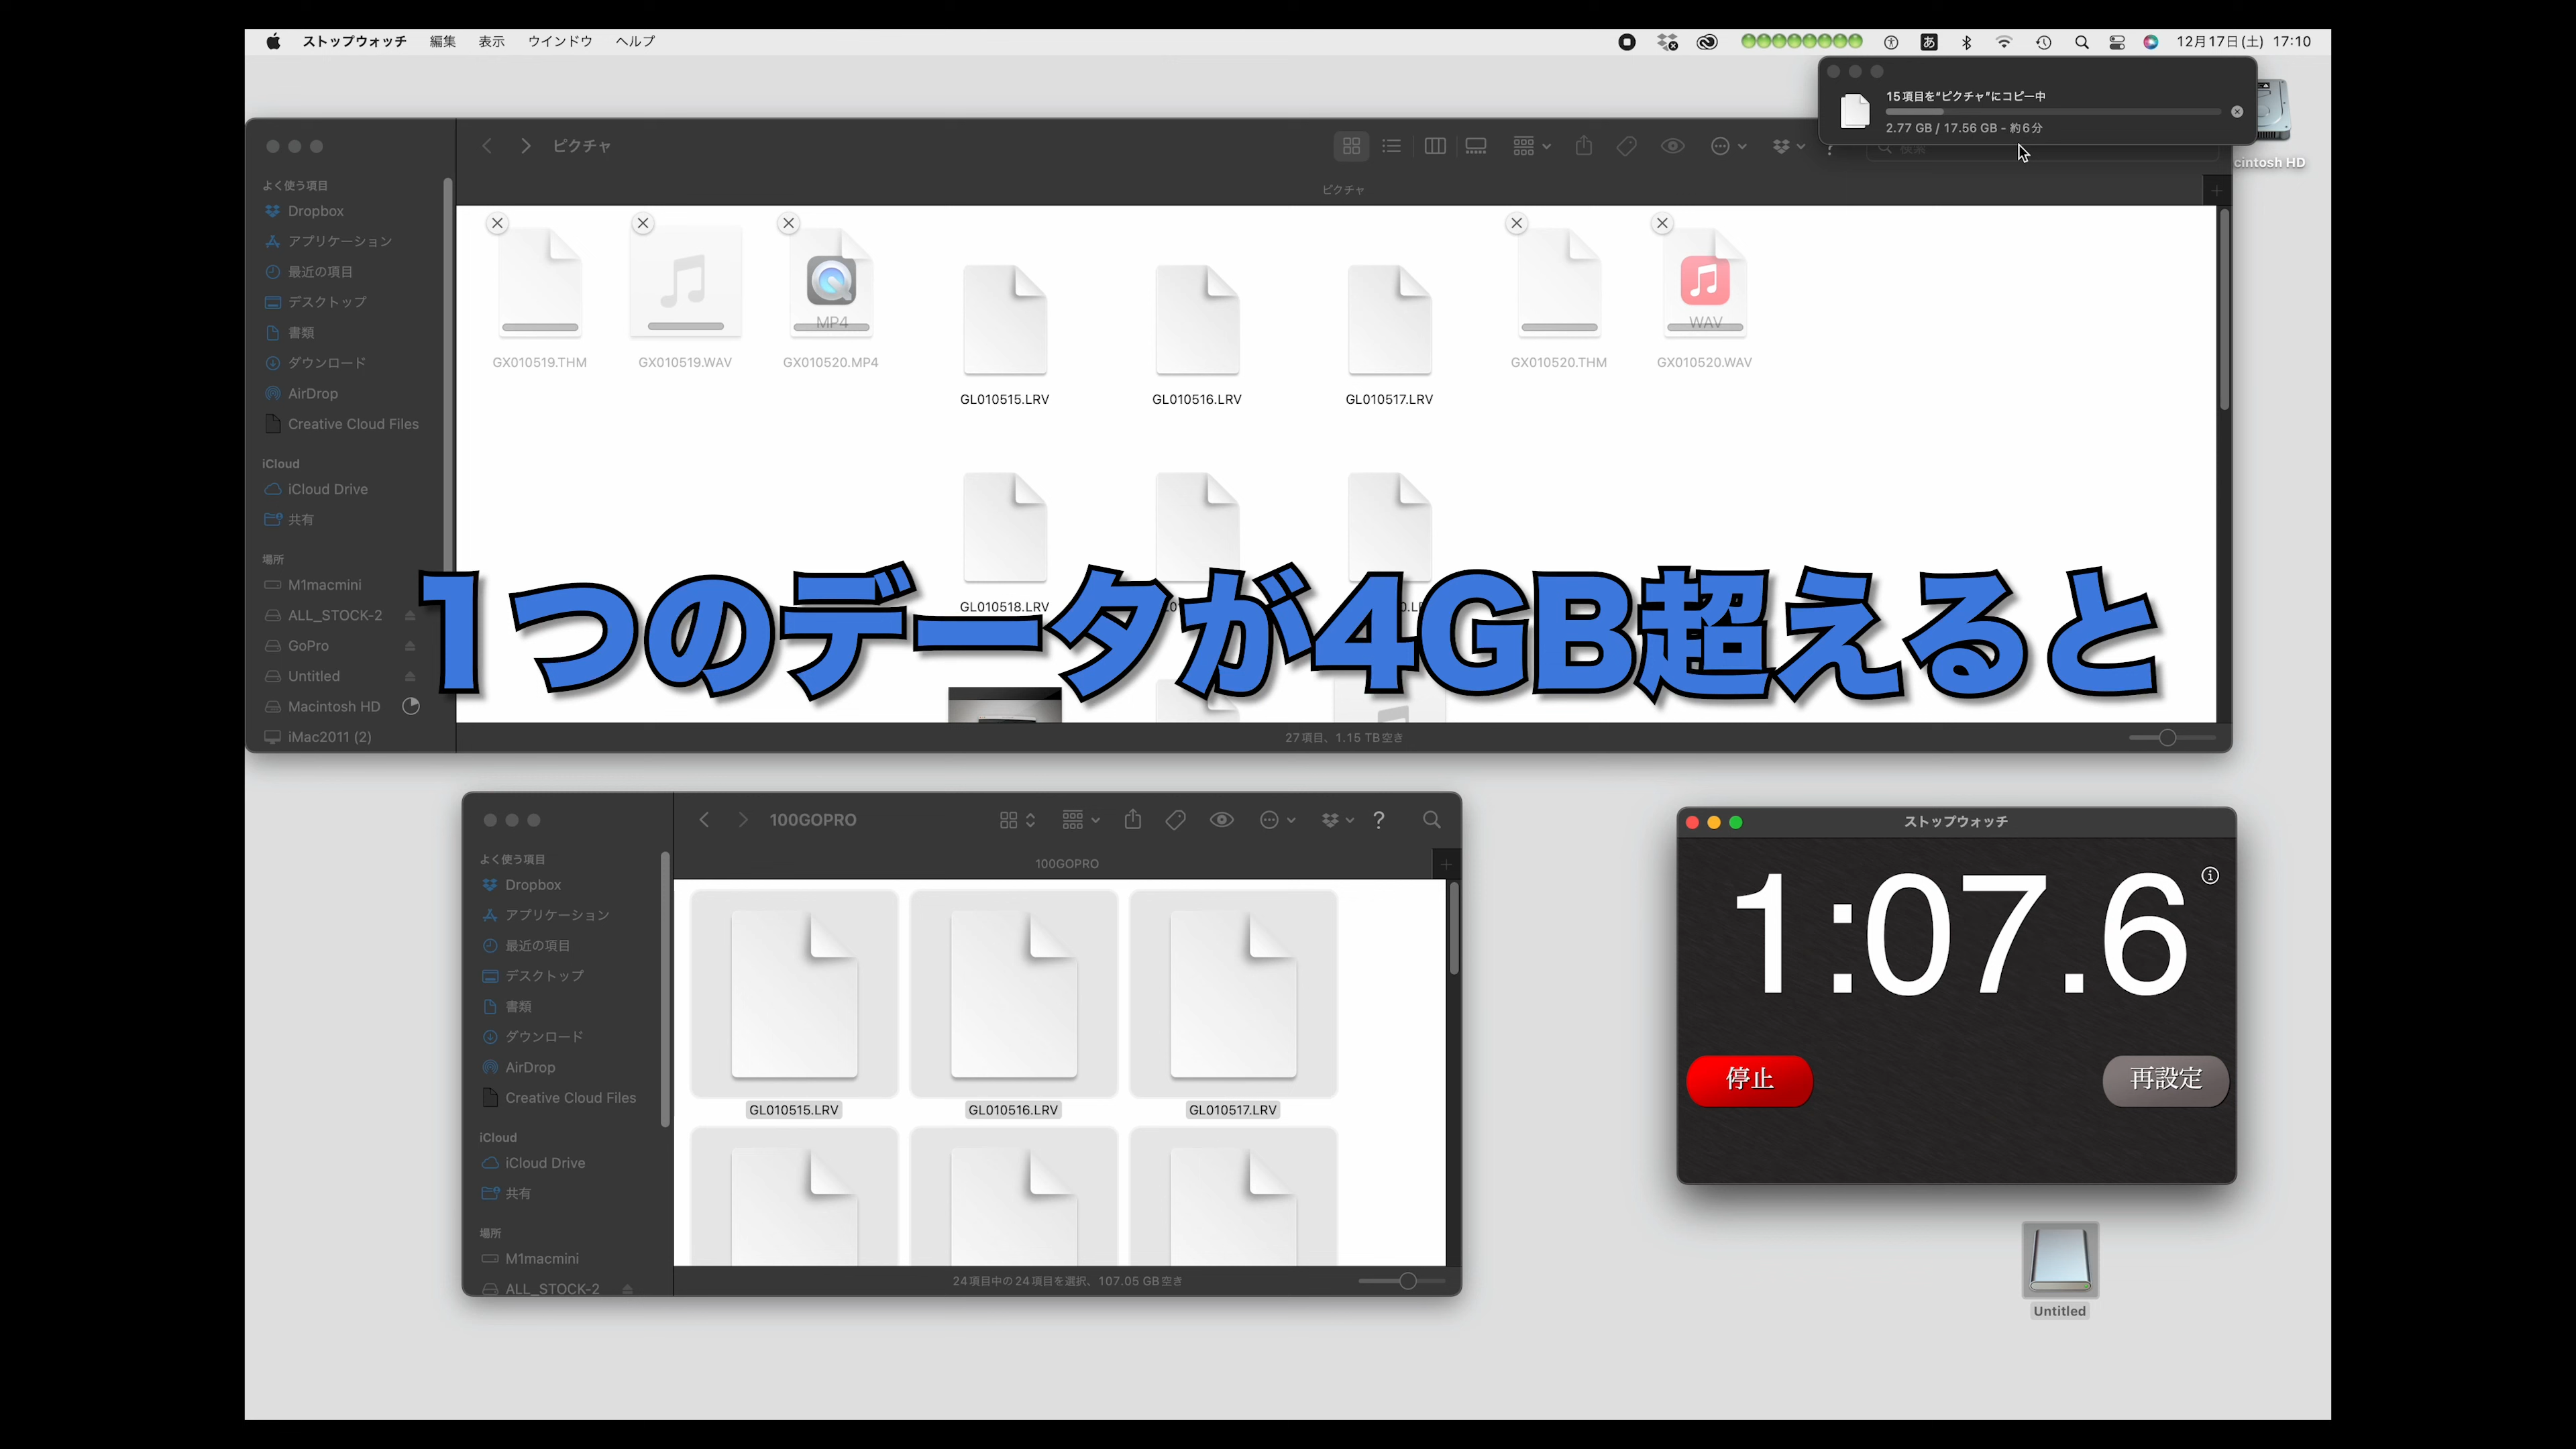 ストップウォッチ 編集 表示 ウインドウ ヘルプ
あ 12月17日(土) 17:10
15項目を"ピクチャ"にコピー中
2.77 GB / 17.56 GB - 約6分
cintosh HD
ピクチャ
検索
ピクチャ
よく使う項目
Dropbox
アプリケーション
最近の項目
デスクトップ
書類
ダウンロード
AirDrop
Creative Cloud Files
iCloud
iCloud Drive
共有
場所
M1macmini
ALL_STOCK-2
GoPro
Untitled
Macintosh HD
iMac2011 (2)
MP4
WAV
GX010519.THM
GX010519.WAV
GX010520.MP4
GL010515.LRV
GL010516.LRV
GL010517.LRV
GX010520.THM
GX010520.WAV
GL010518.LRV
1つのデータが4GB超えると
27項目、1.15 TB空き
100GOPRO
?
100GOPRO
よく使う項目
Dropbox
アプリケーション
最近の項目
デスクトップ
書類
ダウンロード
AirDrop
Creative Cloud Files
iCloud
iCloud Drive
共有
場所
M1macmini
ALL_STOCK-2
GL010515.LRV
GL010516.LRV
GL010517.LRV
24項目中の24項目を選択、107.05 GB空き
ストップウォッチ
1:07.6
停止
再設定
Untitled